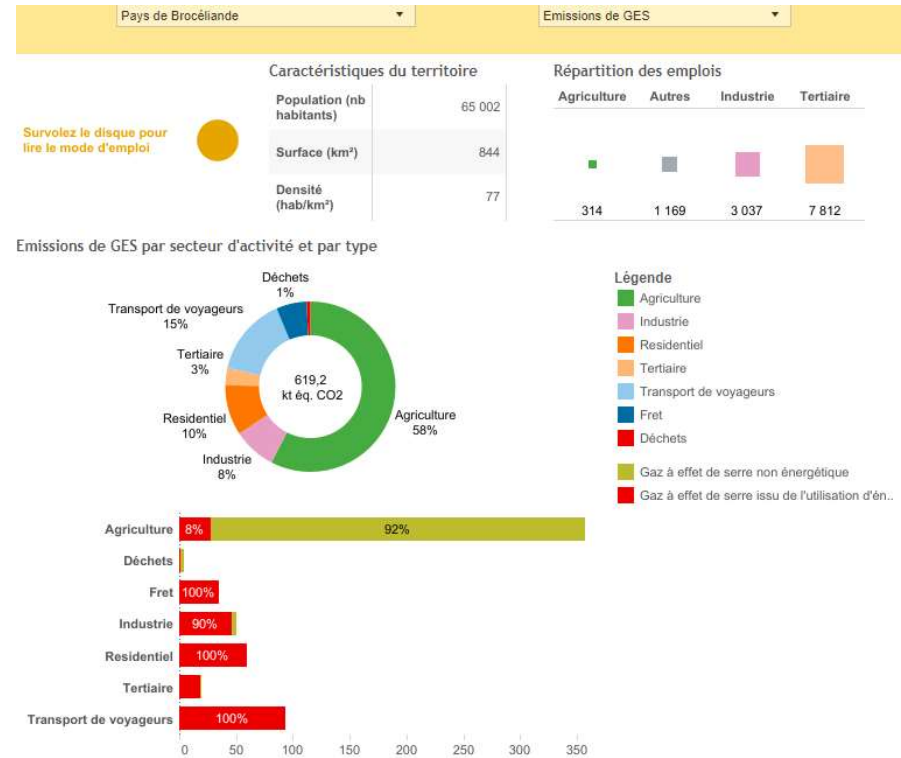 Pays de Brocéliande
Emissions de GES
Caractéristiques du territoire
Répartition des emplois
Survolez le disque pour
lire le mode d'emploi
Population (nb
habitants)
65 002
Surface (km²)
844
Densité
(hab/km²)
77
Agriculture Autres Industrie Tertiaire
314 1 169 3 037 7 812
Emissions de GES par secteur d'activité et par type
Déchets
1%
Transport de voyageurs
15%
Tertiaire
3%
619,2
kt éq. CO2
Residentiel
10%
Agriculture
58%
Industrie
8%
Légende
Agriculture
Industrie
Residentiel
Tertiaire
Transport de voyageurs
Fret
Déchets
Gaz à effet de serre non énergétique
Gaz à effet de serre issu de l'utilisation d'én..
Agriculture 8% 92%
Déchets
Fret 100%
Industrie 90%
Residentiel 100%
Tertiaire
Transport de voyageurs 100%
0 50 100 150 200 250 300 350